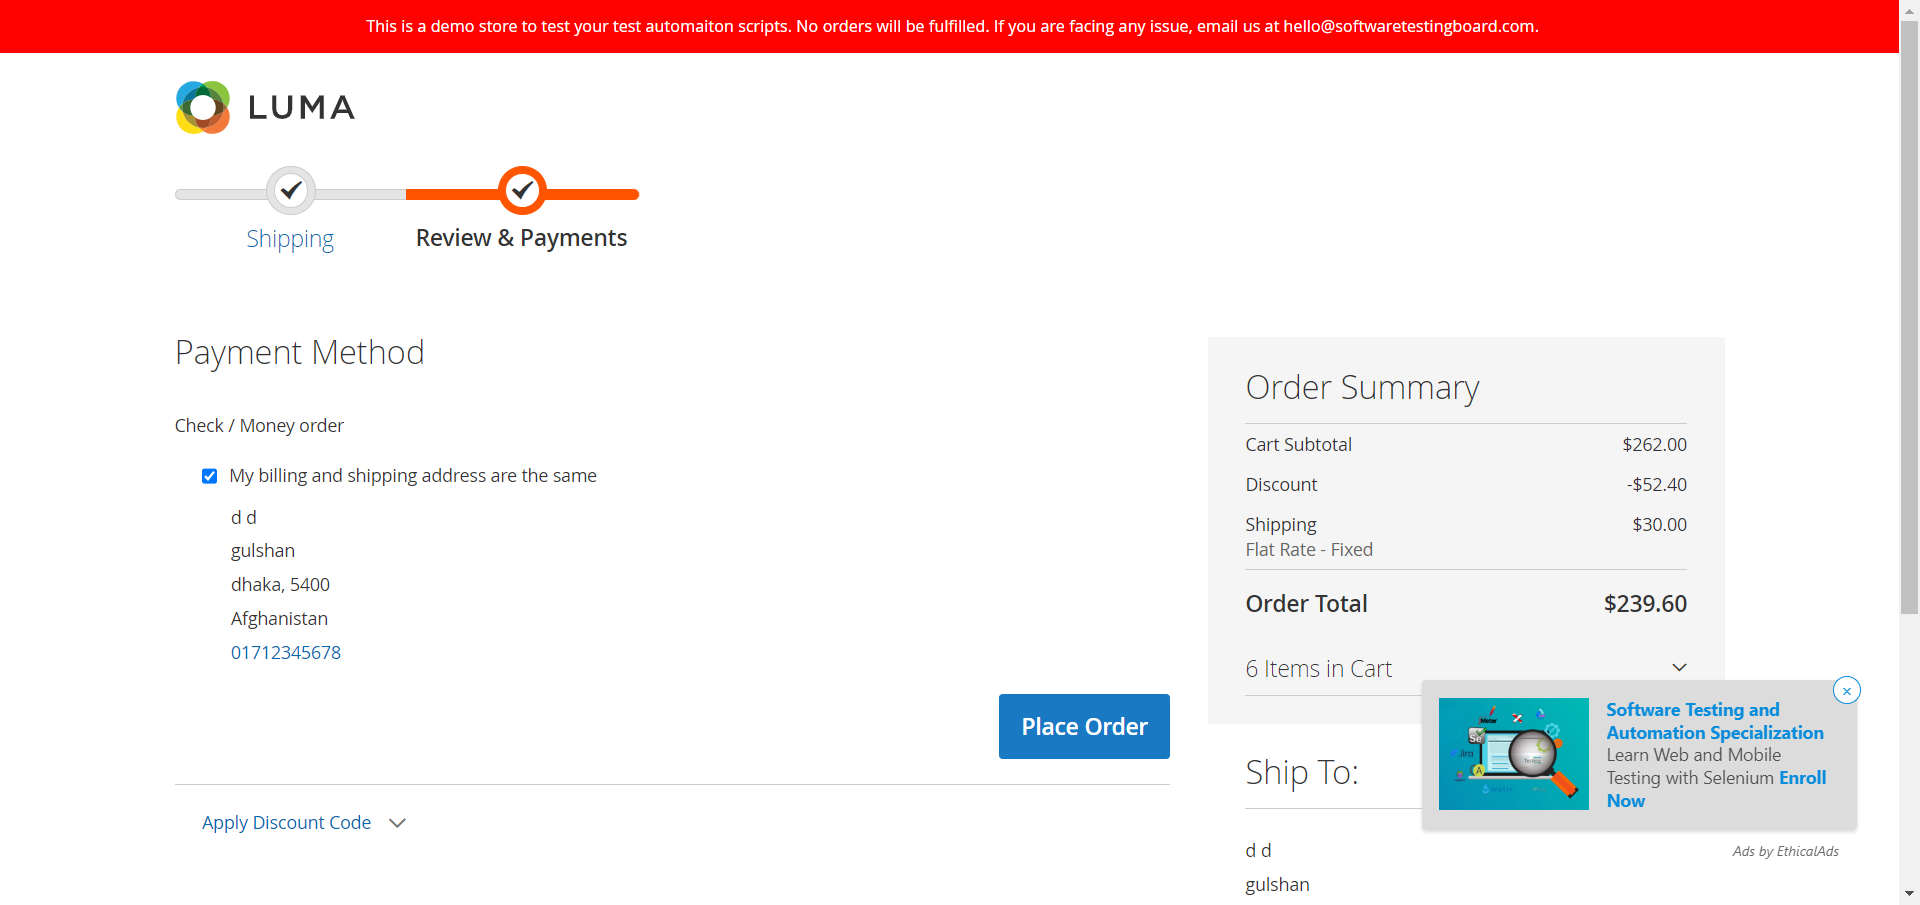 This is a demo store to test your test automaiton scripts. No orders will be fulfilled. If you are facing any issue, email us at hello@softwaretestingboard.com.
LUMA
Shipping
Review & Payments
Payment Method
Check / Money order
My billing and shipping address are the same
d d
gulshan
dhaka, 5400
Afghanistan
01712345678
Place Order
Apply Discount Code
Order Summary
Cart Subtotal $262.00
Discount -$52.40
Shipping $30.00
Flat Rate - Fixed
Order Total $239.60
6 Items in Cart
Ship To:
d d
gulshan
Meter
Se
Jira
A
Software Testing and
Automation Specialization
Learn Web and Mobile
Testing with Selenium Enroll
Now
Ads by EthicalAds